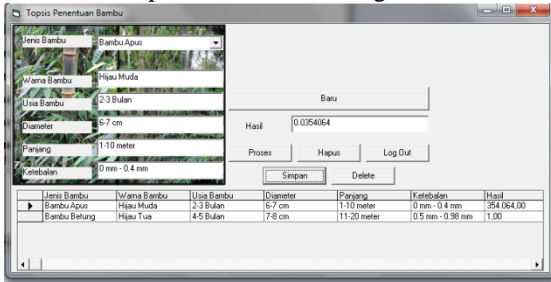 Topsis Penentuan Bambu
Jenis Bambu Bambu Apus
Warna Bambu Hijau Muda
Usia Bambu 2-3 Bulan
Baru
Diameter 6-7 cm
Hasil 0.0354064
Panjang 1-10 meter
Proses Hapus Log Out
Ketebalan 0 mm - 0.4 mm
Simpan Delete
Jenis Bambu Warna Bambu Usia Bambu Diameter Panjang Ketebalan Hasil
Bambu Apus Hijau Muda 2-3 Bulan 6-7 cm 1-10 meter 0 mm - 0.4 mm 354.064,00
Bambu Betung Hijau Tua 4-5 Bulan 7-8 cm 11-20 meter 0.5 mm - 0.98 mm 1,00